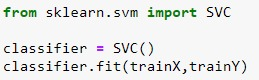 from sklearn.svm import SVC
classifier = SVC()
classifier.fit(trainX,trainY)